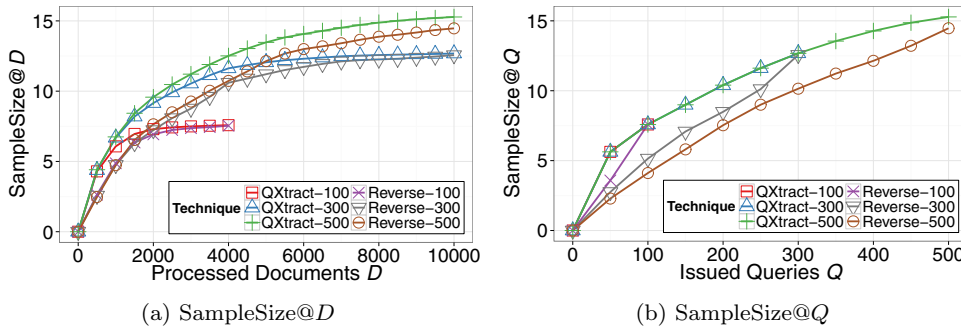 SampleSize@D
15
10
5
0
Technique
QXtract−100
Reverse−100
QXtract−300
Reverse−300
QXtract−500
Reverse−500
0 2000 4000 6000 8000 10000
Processed Documents D
(a) SampleSize@D
SampleSize@Q
15
10
5
0
Technique
QXtract−100
Reverse−100
QXtract−300
Reverse−300
QXtract−500
Reverse−500
0 100 200 300 400 500
Issued Queries Q
(b) SampleSize@Q